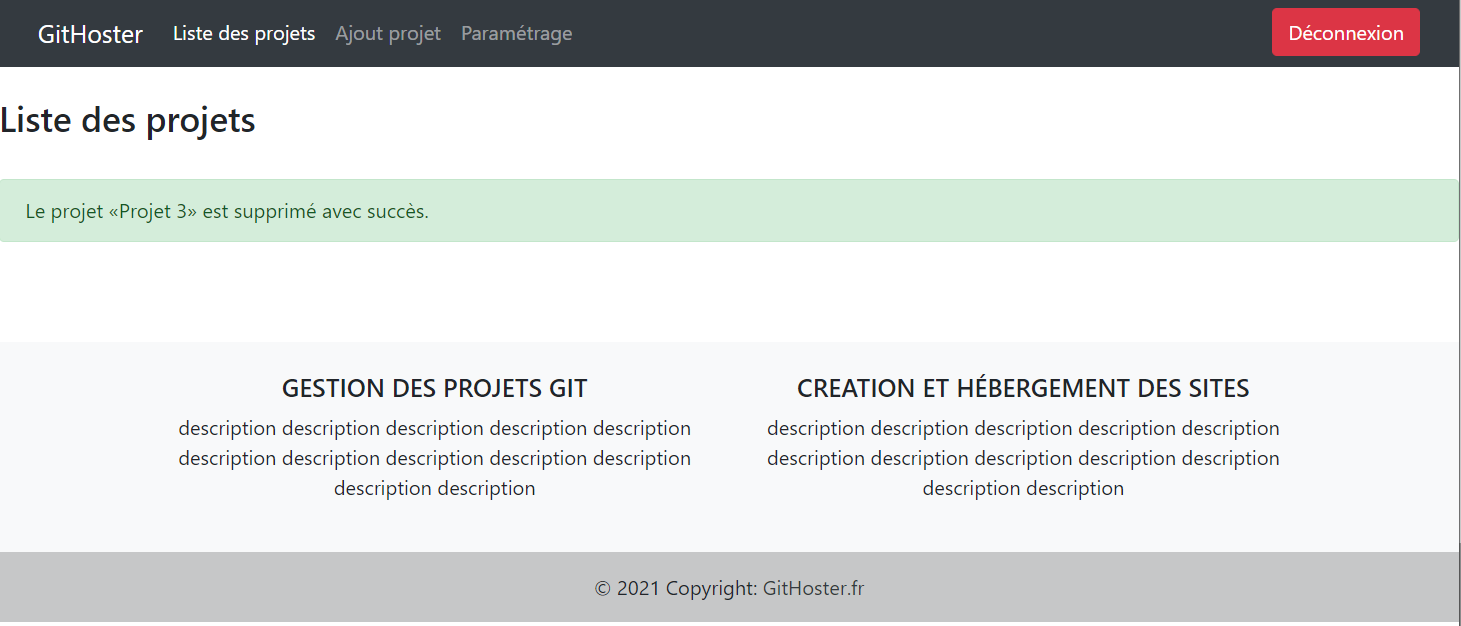 GitHoster Liste des projets Ajout projet Paramétrage Déconnexion
Liste des projets
Le projet «Projet 3» est supprimé avec succès.
GESTION DES PROJETS GIT
description description description description description
description description description description description
description description
CREATION ET HÉBERGEMENT DES SITES
description description description description description
description description description description description
description description
© 2021 Copyright: GitHoster.fr